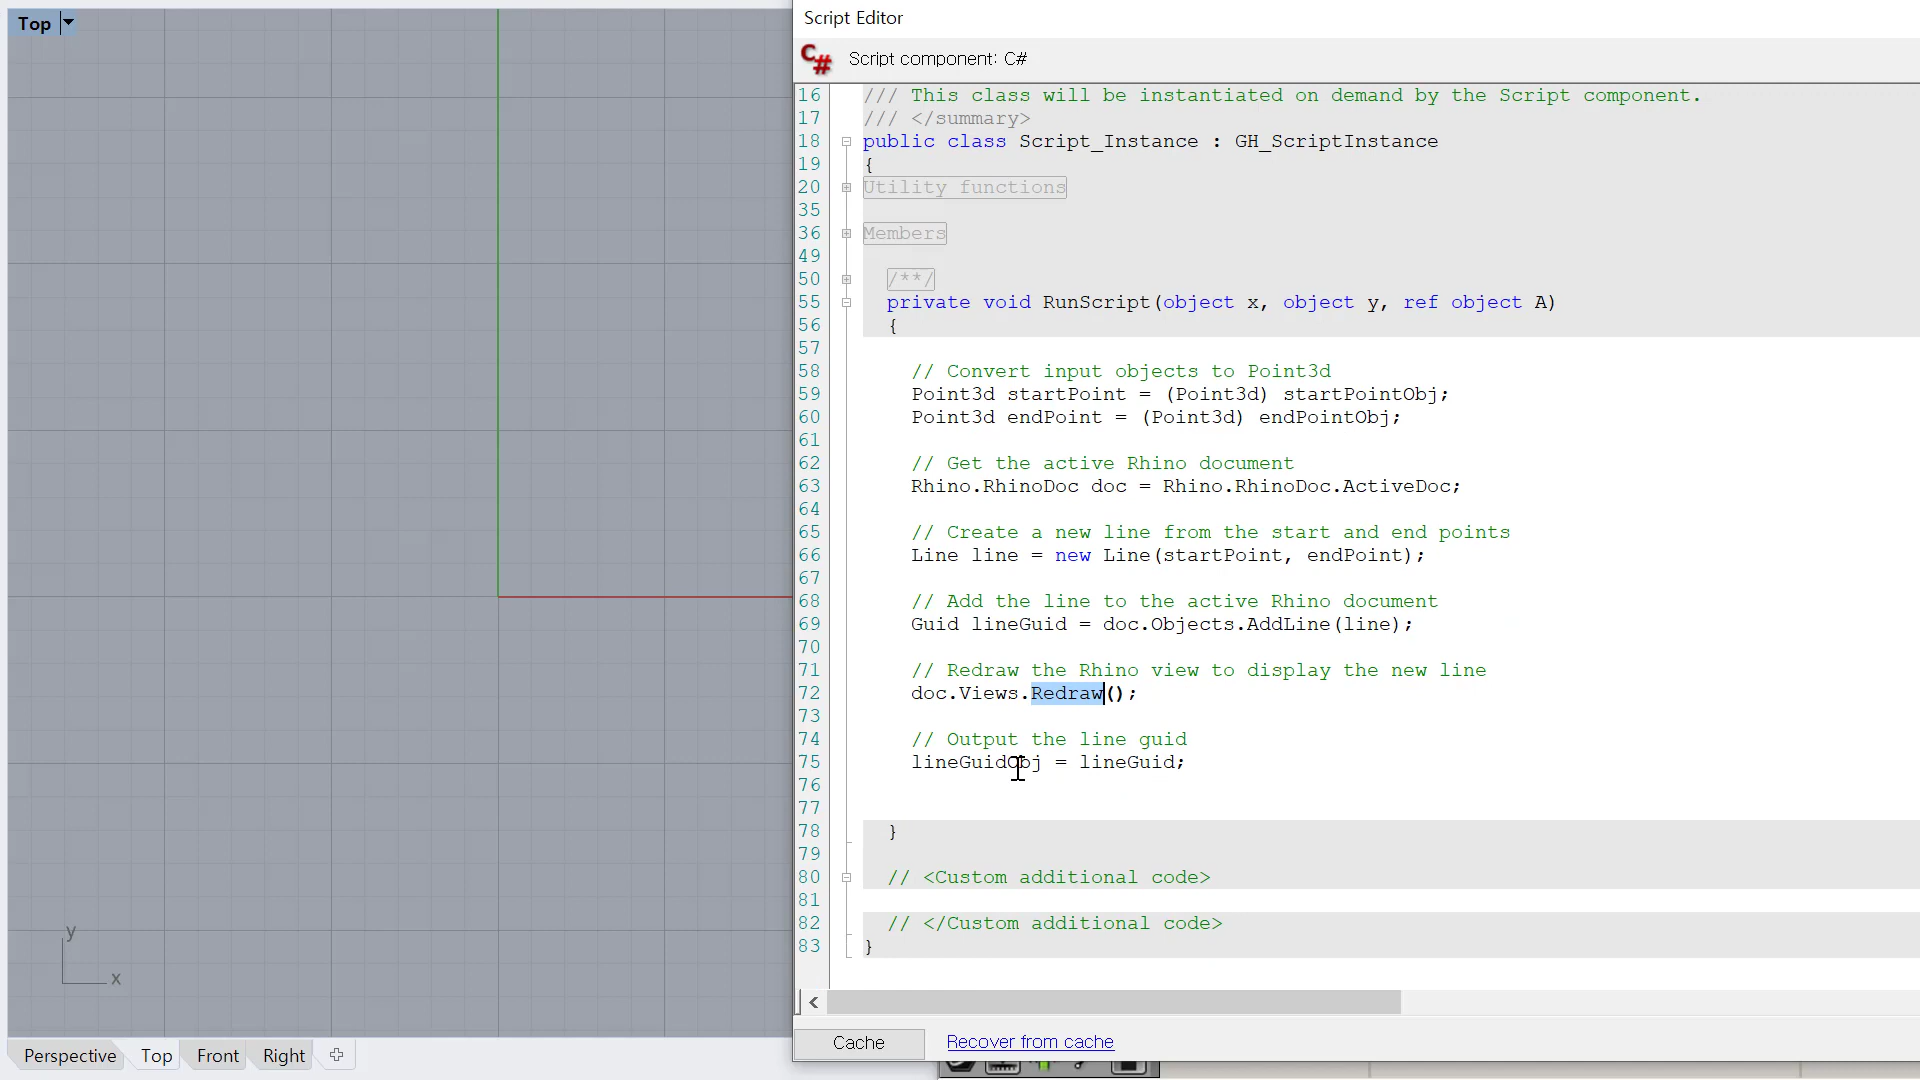 Top
Script Editor
C# Script component: C#
16 /// This class will be instantiated on demand by the Script component.
17 /// </summary>
18 public class Script_Instance : GH_ScriptInstance
19 {
20 Utility functions
35
36 Members
49
50 /**/
55 private void RunScript(object x, object y, ref object A)
56 {
57
58 // Convert input objects to Point3d
59 Point3d startPoint = (Point3d) startPointObj;
60 Point3d endPoint = (Point3d) endPointObj;
61
62 // Get the active Rhino document
63 Rhino.RhinoDoc doc = Rhino.RhinoDoc.ActiveDoc;
64
65 // Create a new line from the start and end points
66 Line line = new Line(startPoint, endPoint);
67
68 // Add the line to the active Rhino document
69 Guid lineGuid = doc.Objects.AddLine(line);
70
71 // Redraw the Rhino view to display the new line
72 doc.Views.Redraw();
73
74 // Output the line guid
75 lineGuidObj = lineGuid;
76
77
78 }
79
80 // <Custom additional code>
81
82 // </Custom additional code>
83 }
y
x
Cache Recover from cache
Perspective Top Front Right